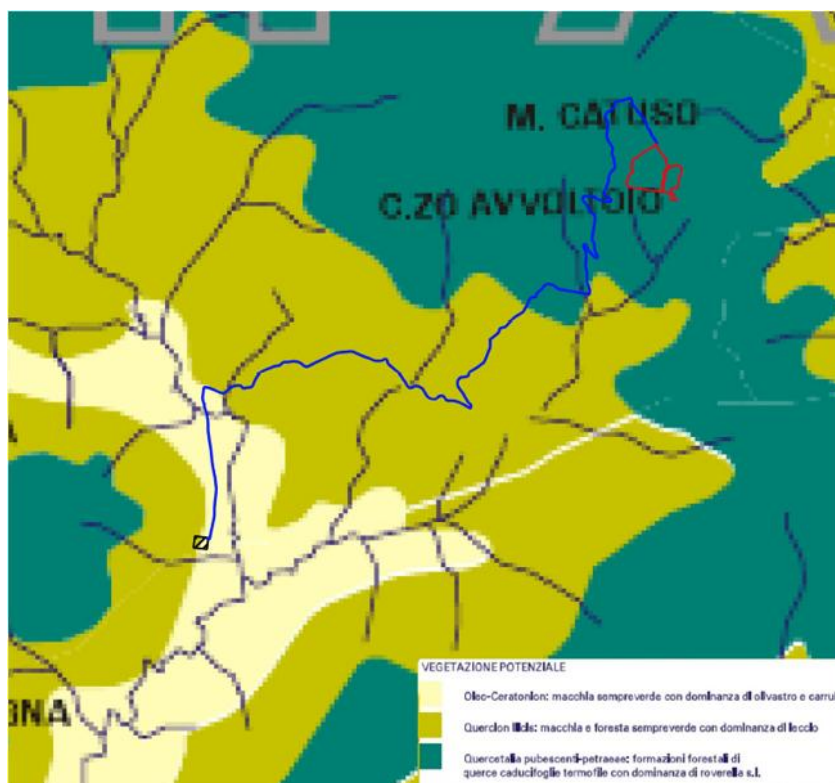 M. CATUSO
C.ZO AVVOLTOIO
GNA
VEGETAZIONE POTENZIALE
Oleo-Ceratonion: macchia sempreverde con dominanza di olivastro e carru
Quercion ilicis: macchia e foresta sempreverde con dominanza di leccio
Quercetalia pubescenti-petraeae: formazioni forestali di
querce caducifoglie termofile con dominanza di roverella s.l.